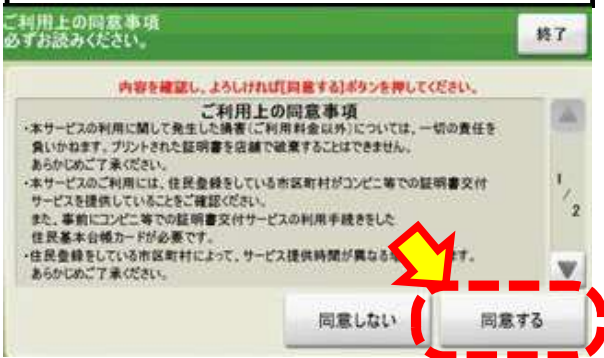 ご利用上の同意事項
必ずお読みください。
終了
内容を確認し、よろしければ[同意する]ボタンを押してください。
ご利用上の同意事項
・本サービスの利用に関して発生した損害(ご利用料金以外)については、一切の責任を
負いかねます。プリントされた証明書を店舗で破棄することはできません。
あらかじめご了承ください。
・本サービスのご利用には、住民登録をしている市区町村がコンビニ等での証明書交付
サービスを提供していることをご確認ください。
また、事前にコンビニ等での証明書交付サービスの利用手続きをした
住民基本台帳カードが必要です。
・住民登録をしている市区町村によって、サービス提供時間が異なる
す。
あらかじめご了承ください。
1/2
同意しない
同意する